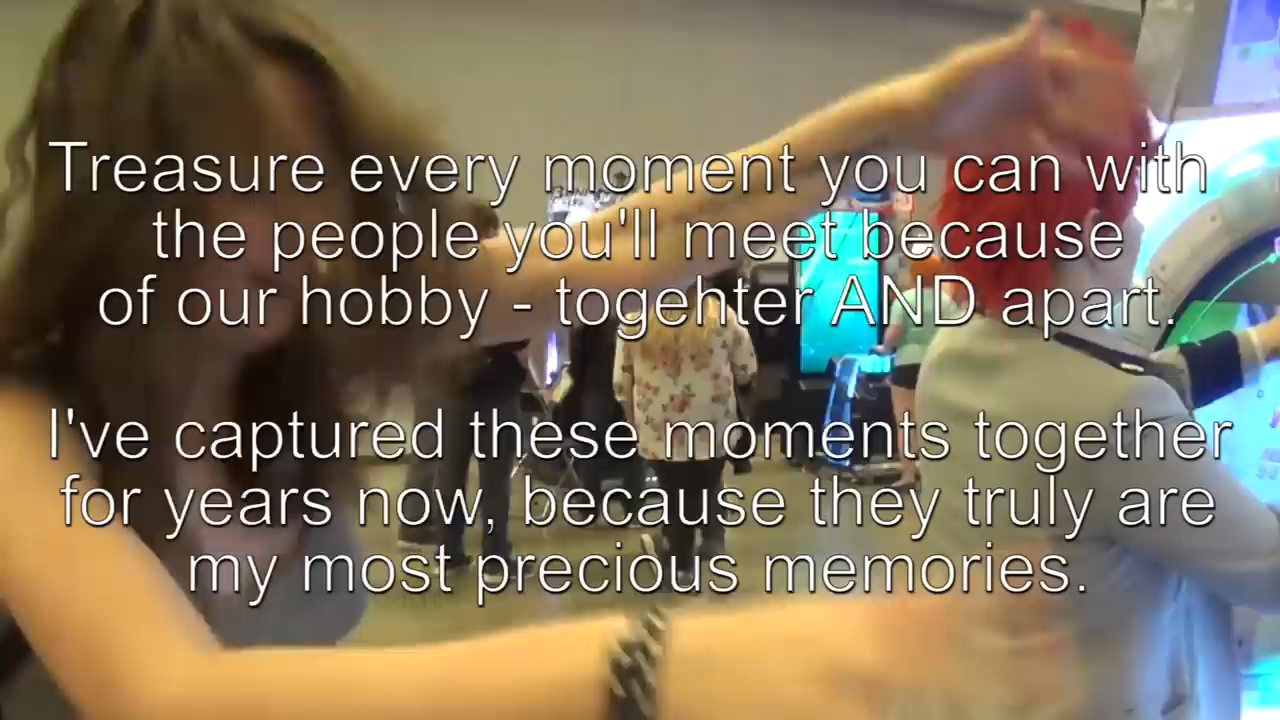 Treasure every moment you can with
the people you'll meet because
of our hobby - togehter AND apart.
I've captured these moments together
for years now, because they truly are
my most precious memories.